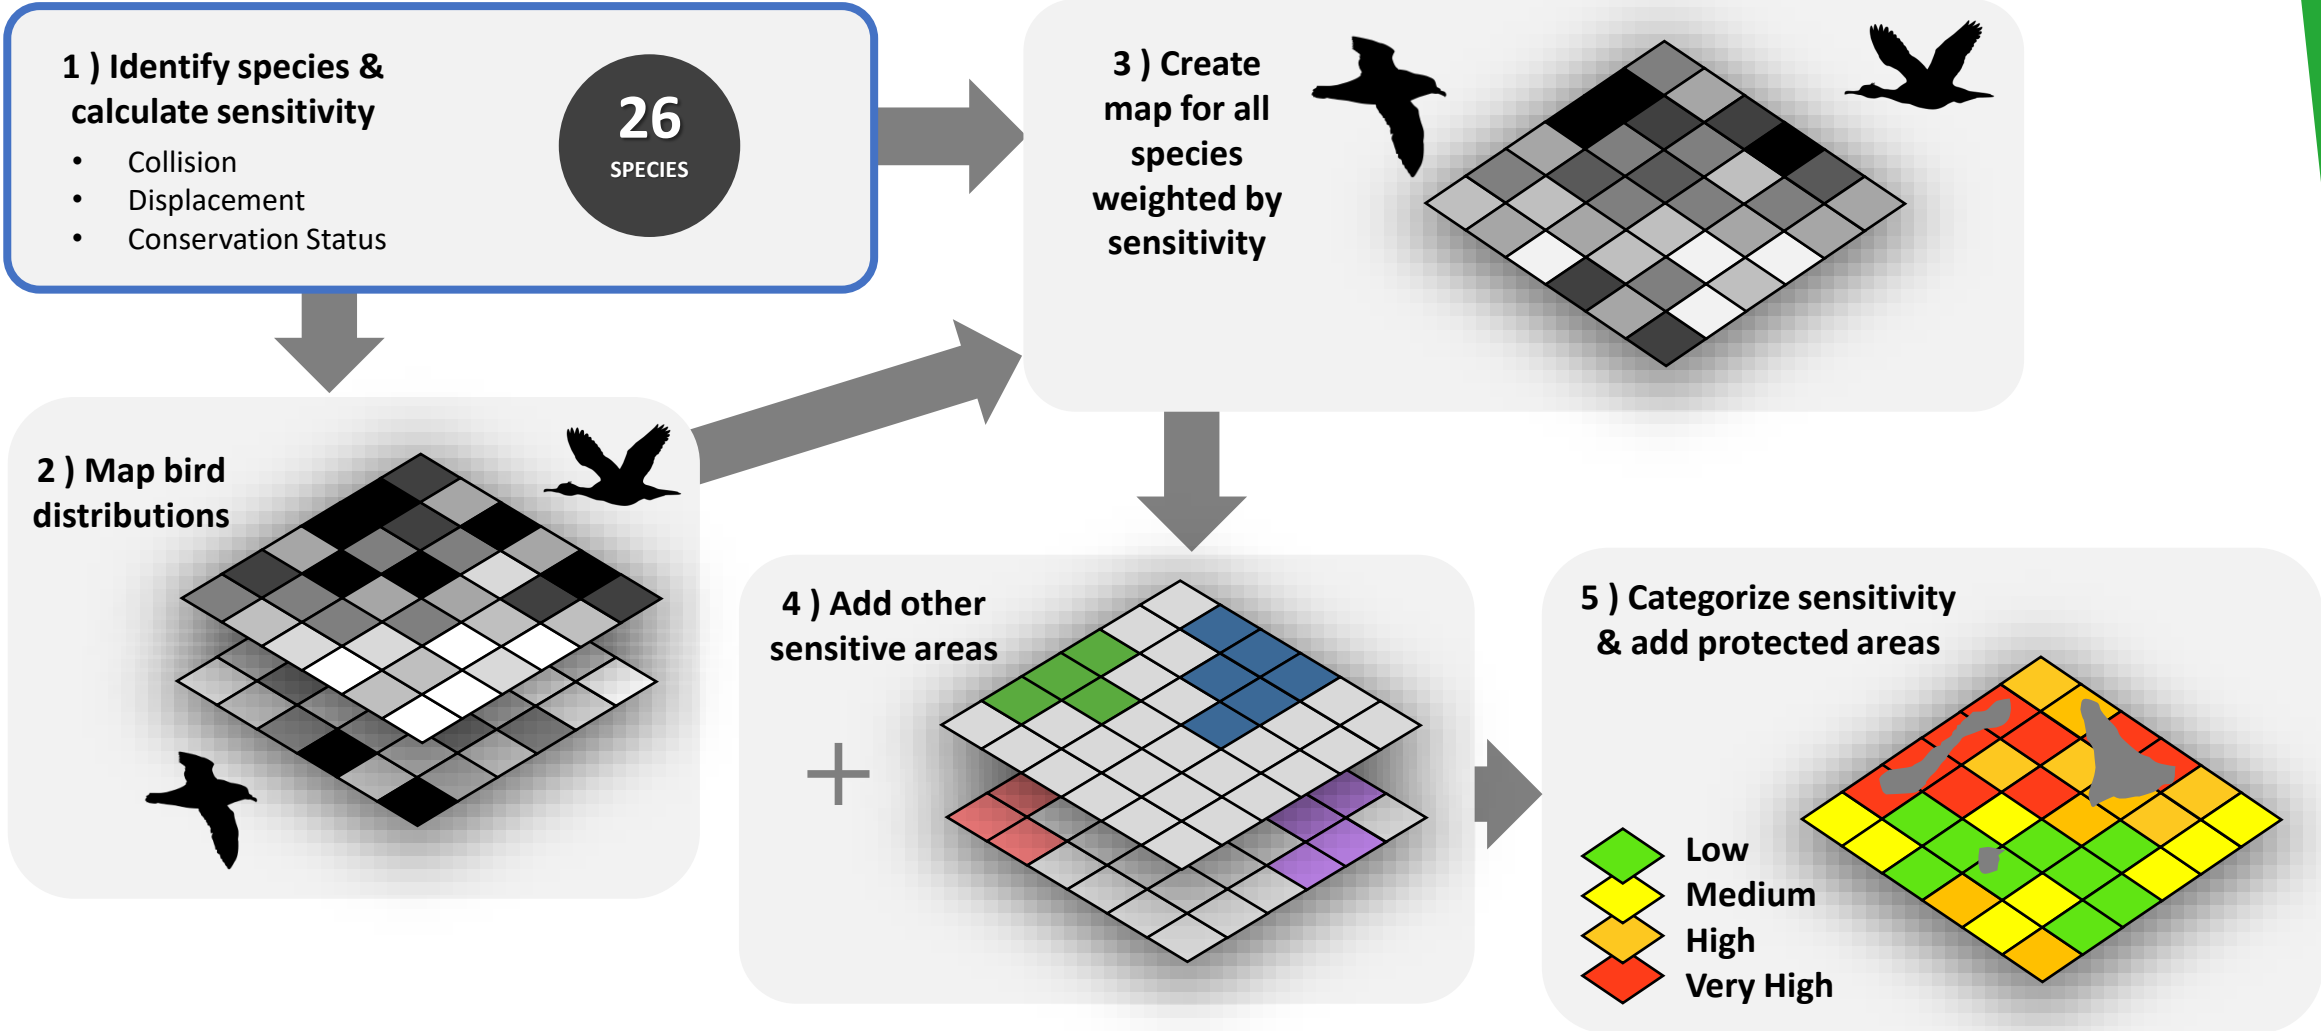 1 ) Identify species &
calculate sensitivity
• Collision
• Displacement
• Conservation Status
26
SPECIES
2 ) Map bird
distributions
3 ) Create
map for all
species
weighted by
sensitivity
4 ) Add other
sensitive areas
5 ) Categorize sensitivity
& add protected areas
Low
Medium
High
Very High